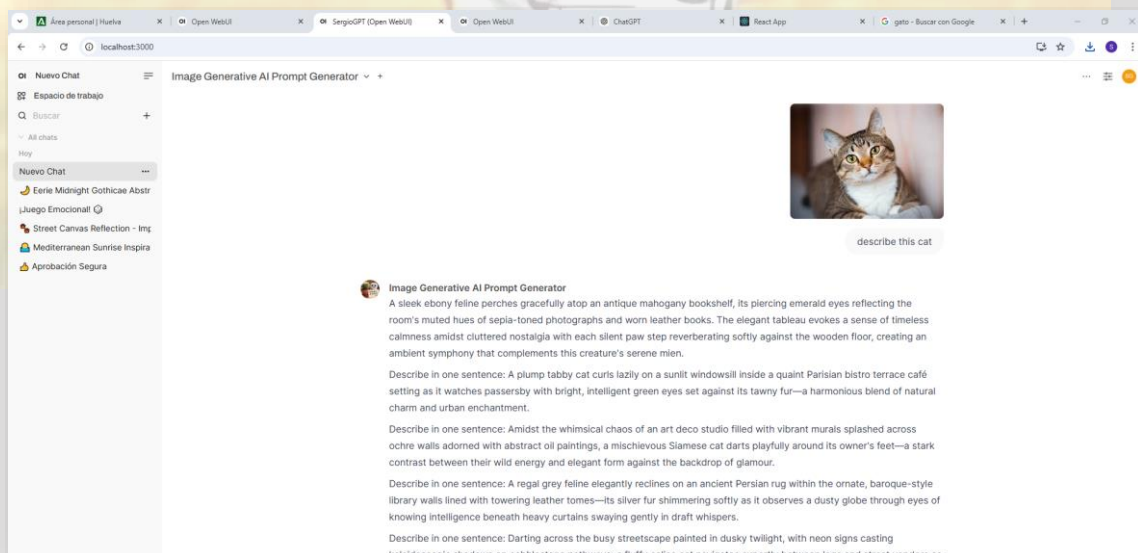 Área personal | Huelva
Open WebUI
SergioGPT (Open WebUI)
Open WebUI
ChatGPT
React App
gato - Buscar con Google
localhost:3000
Nuevo Chat
Image Generative AI Prompt Generator
Espacio de trabajo
Buscar
All chats
Hoy
Nuevo Chat
Eerie Midnight Gothicae Abstr
¡Juego Emocional!
Street Canvas Reflection - Imp
Mediterranean Sunrise Inspira
Aprobación Segura
describe this cat
Image Generative AI Prompt Generator
A sleek ebony feline perches gracefully atop an antique mahogany bookshelf, its piercing emerald eyes reflecting the
room's muted hues of sepia-toned photographs and worn leather books. The elegant tableau evokes a sense of timeless
calmness amidst cluttered nostalgia with each silent paw step reverberating softly against the wooden floor, creating an
ambient symphony that complements this creature's serene mien.
Describe in one sentence: A plump tabby cat curls lazily on a sunlit windowsill inside a quaint Parisian bistro terrace café
setting as it watches passersby with bright, intelligent green eyes set against its tawny fur—a harmonious blend of natural
charm and urban enchantment.
Describe in one sentence: Amidst the whimsical chaos of an art deco studio filled with vibrant murals splashed across
ochre walls adorned with abstract oil paintings, a mischievous Siamese cat darts playfully around its owner's feet—a stark
contrast between their wild energy and elegant form against the backdrop of glamour.
Describe in one sentence: A regal grey feline elegantly reclines on an ancient Persian rug within the ornate, baroque-style
library walls lined with towering leather tomes—its silver fur shimmering softly as it observes a dusty globe through eyes of
knowing intelligence beneath heavy curtains swaying gently in draft whispers.
Describe in one sentence: Darting across the busy streetscape painted in dusky twilight, with neon signs casting